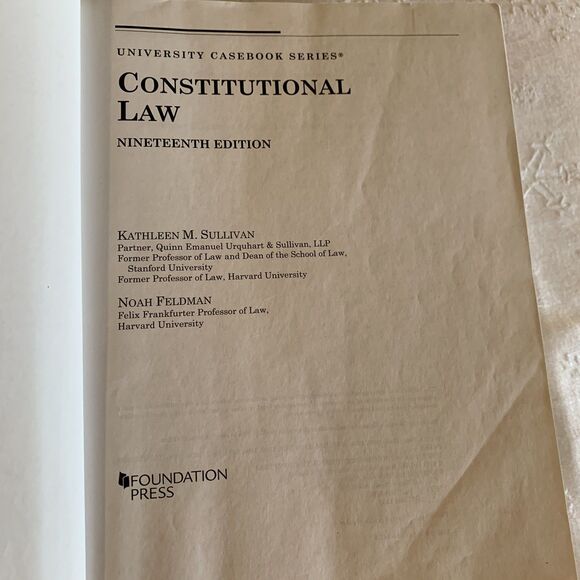 UNIVERSITY CASEBOOK SERIES®
CONSTITUTIONAL
LAW
NINETEENTH EDITION
KATHLEEN M. SULLIVAN
Partner, Quinn Emanuel Urquhart & Sullivan, LLP
Former Professor of Law and Dean of the School of Law,
Stanford University
Former Professor of Law, Harvard University
NOAH FELDMAN
Felix Frankfurter Professor of Law,
Harvard University
FOUNDATION
PRESS